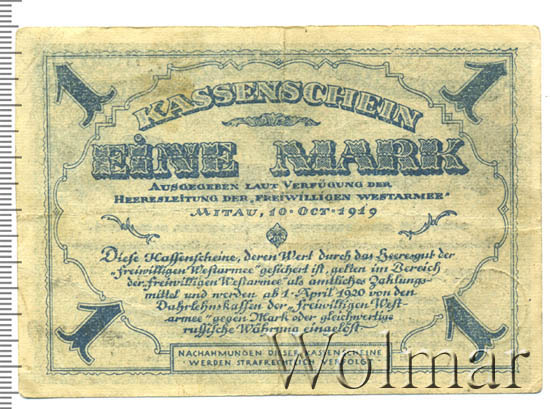 1 1
KASSENSCHEIN
EINE MARK
AUSGEGEBEN LAUT VERFÜGUNG DER
HEERESLEITUNG DER „FREIWILLIGEN WESTARMEE"
MITAU, 10·OCT·1919
Diese Kassenscheine, deren Wert durch das Heeresgut der
„freiwilligen Westarmee" gesichert ist, gelten im Bereich
der „freiwilligen Westarmee" als amtliches Zahlungs-
mittel und werden ab 1·April 1920 von den
Darlehnskassen der „freiwilligen West-
armee" gegen Mark oder gleichwertige
russische Währung eingelöst·
1 1
NACHAHMUNGEN DIESER KASSENSCHEINE
WERDEN STRAFRECHTLICH VERFOLGT·
Wolmar